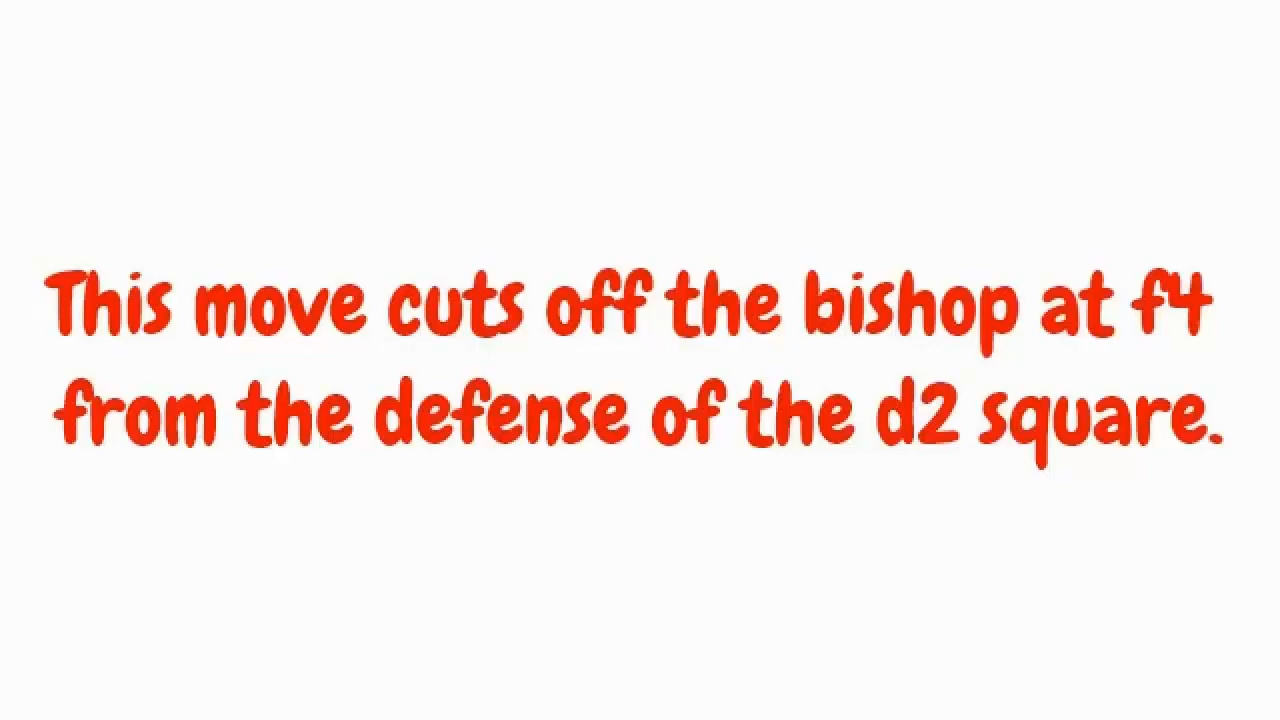 This move cuts off the bishop at f4
from the defense of the d2 square.